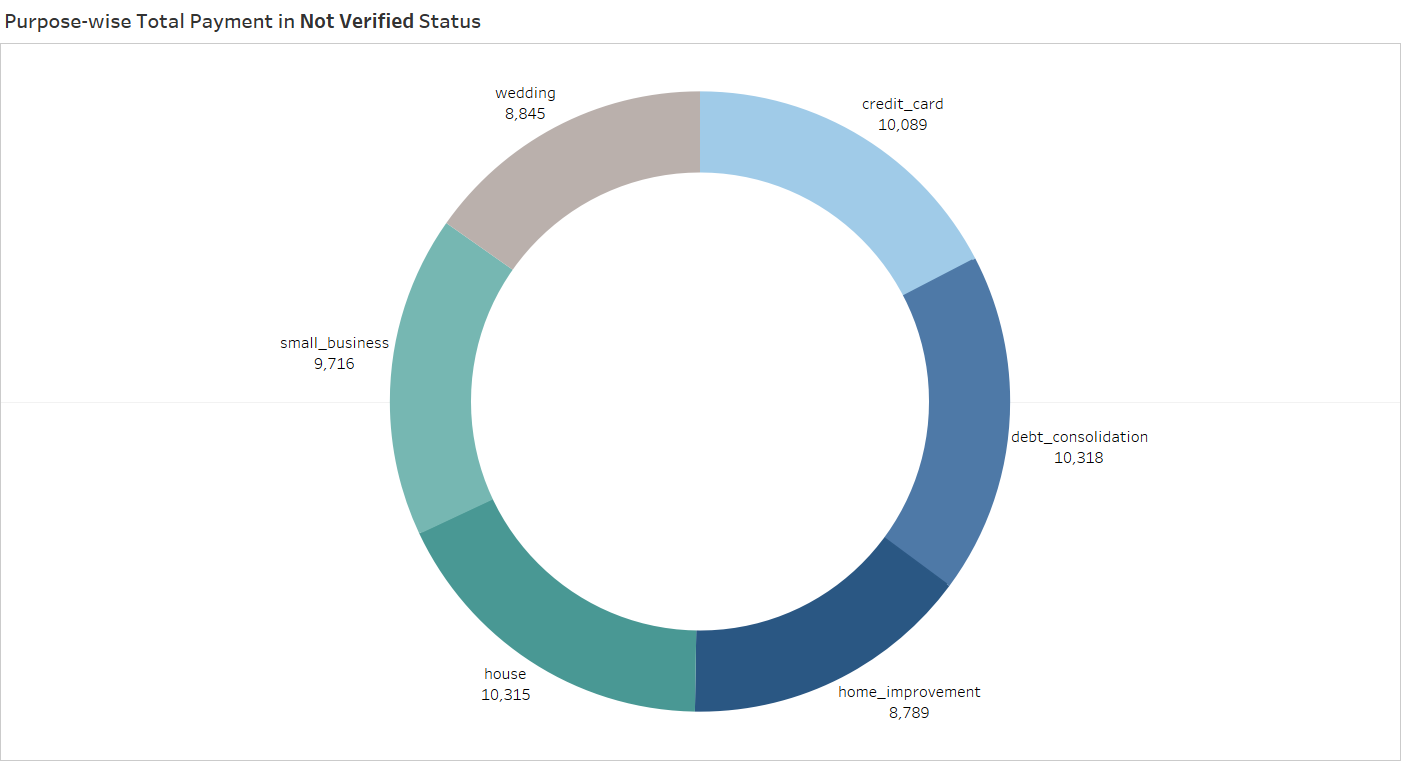 Purpose-wise Total Payment in Not Verified Status
wedding
8,845
credit_card
10,089
small_business
9,716
debt_consolidation
10,318
house
10,315
home_improvement
8,789